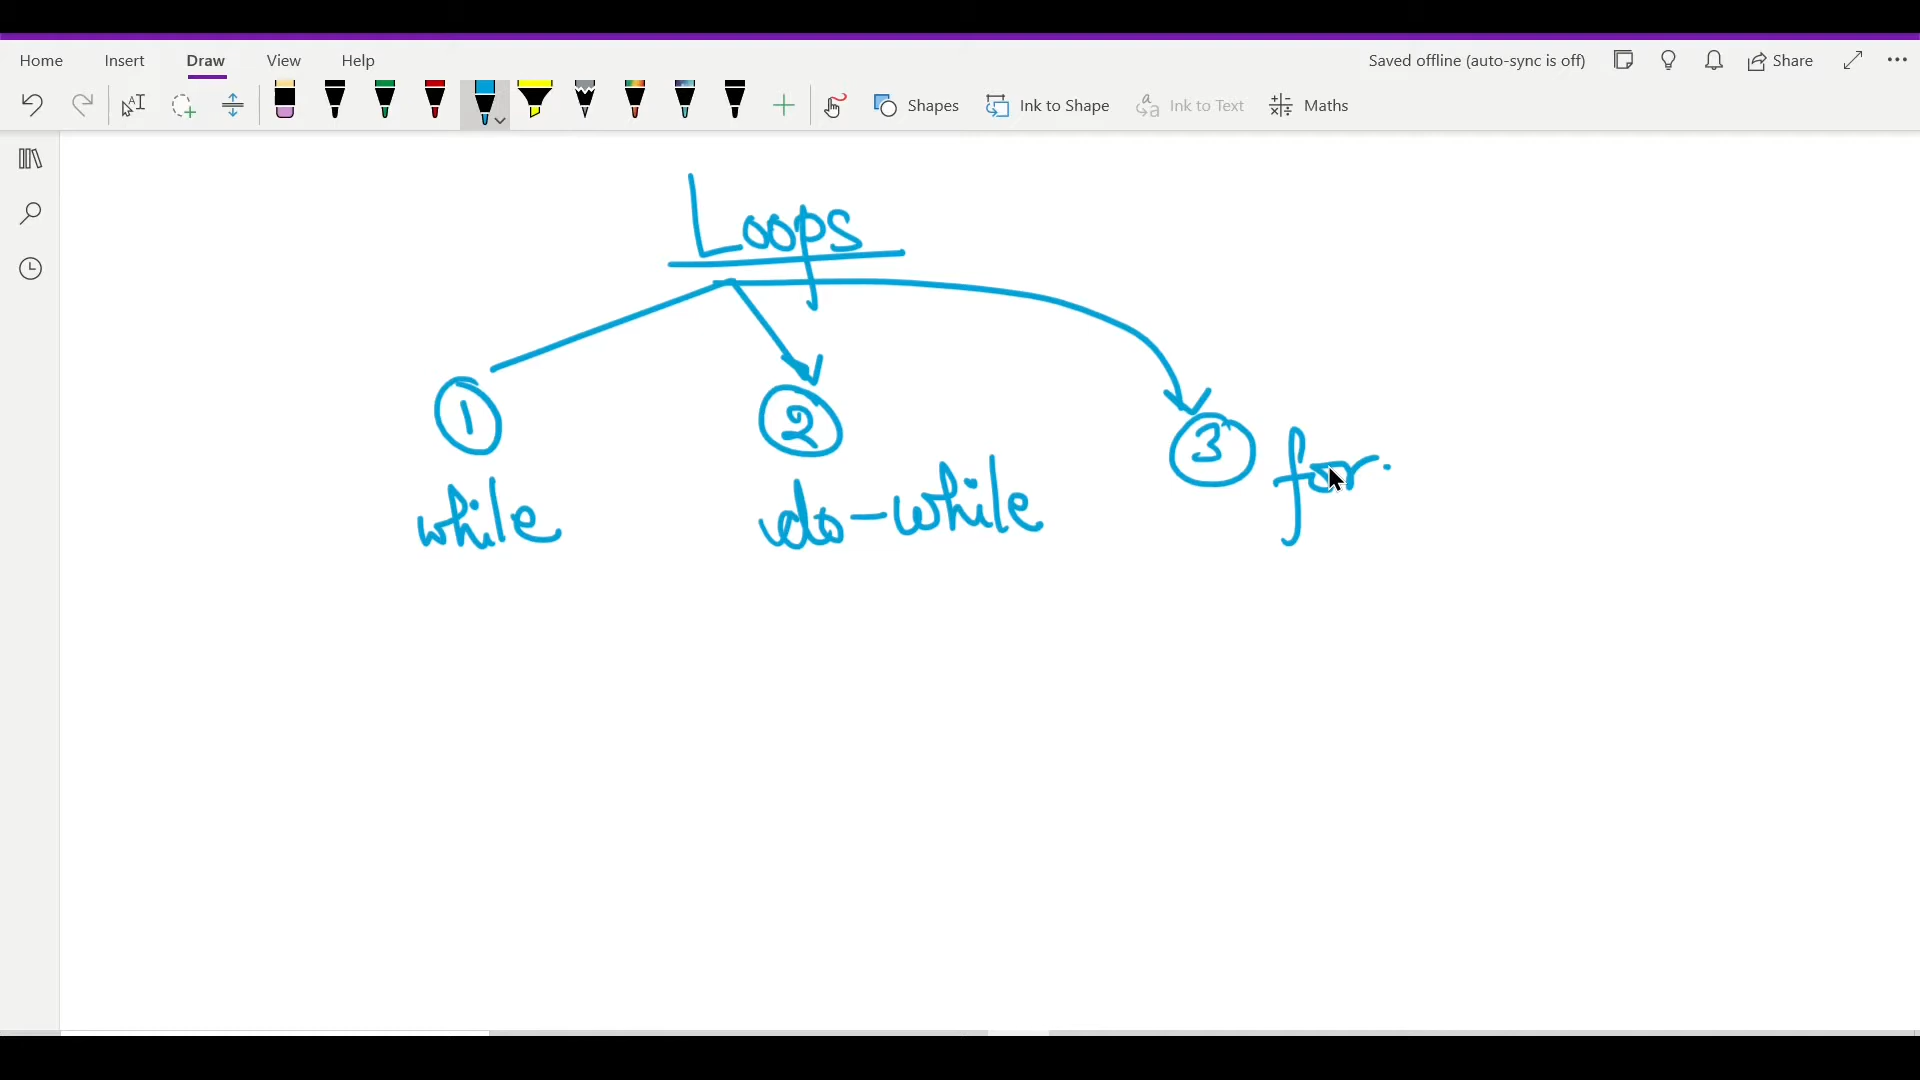 Home Insert Draw View Help Saved offline (auto-sync is off) Share
Shapes Ink to Shape Ink to Text Maths
Loops
1 2 3 for.
while do-while